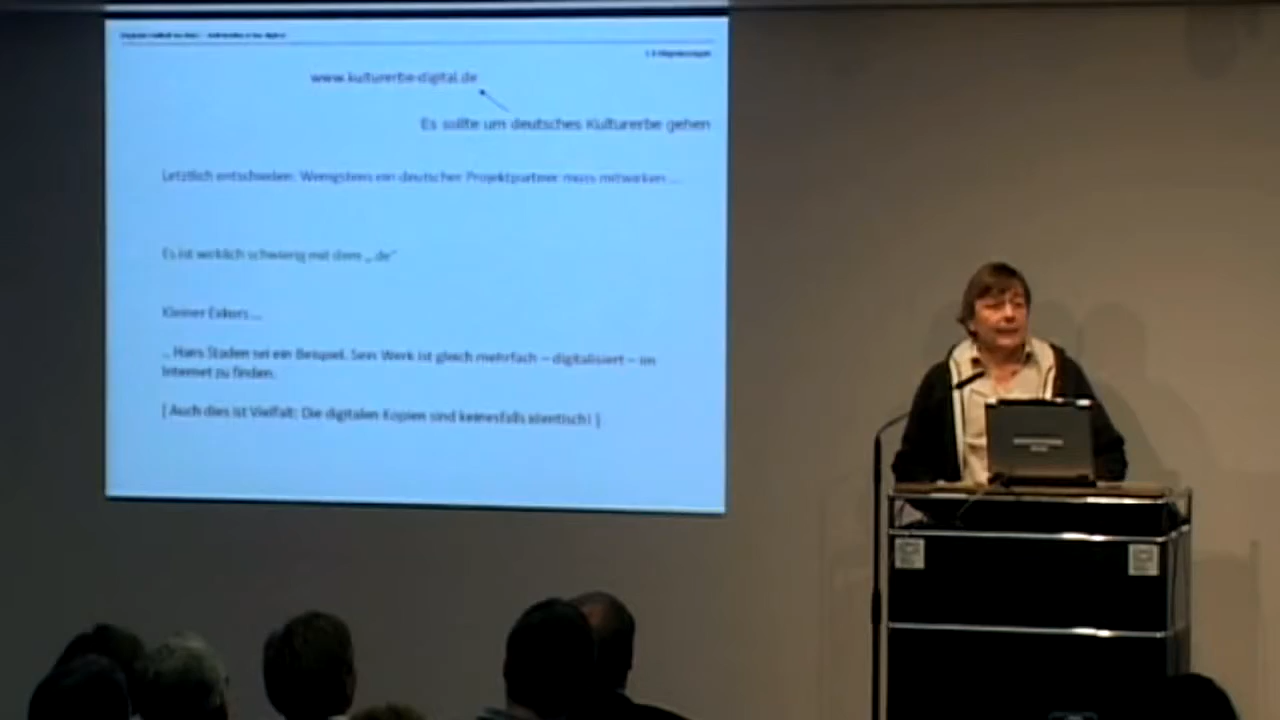 www.kulturerbe-digital.de
Es sollte um deutsches Kulturerbe gehen
Letztlich entschieden: Wenigstens ein deutscher Projektpartner muss mitwirken ...
Es ist wirklich schwierig mit dem „.de“
Kleiner Exkurs ...
.. Hans Staden sei ein Beispiel. Sein Werk ist gleich mehrfach – digitalisiert – im
Internet zu finden.
[ Auch dies ist Vielfalt: Die digitalen Kopien sind keinesfalls identisch! ]